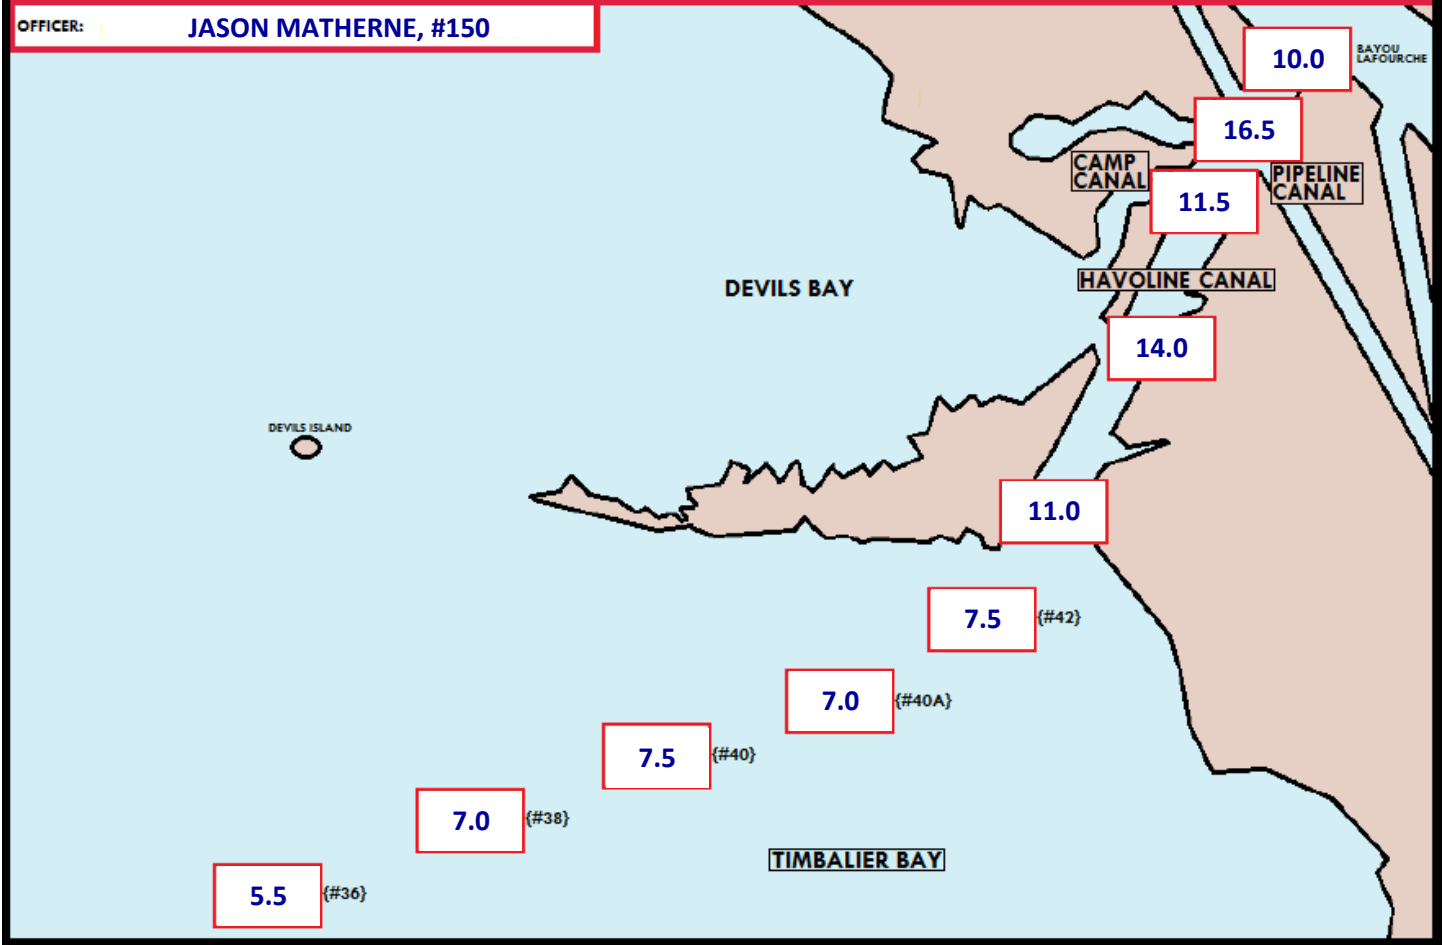 OFFICER: JASON MATHERNE, #150
10.0
BAYOU
LAFOURCHE
16.5
CAMP
CANAL
PIPELINE
CANAL
11.5
HAVOLINE CANAL
DEVILS BAY
14.0
DEVILS ISLAND
11.0
7.5 {#42}
7.0 {#40A}
7.5 {#40}
7.0 {#38}
TIMBALIER BAY
5.5 {#36}